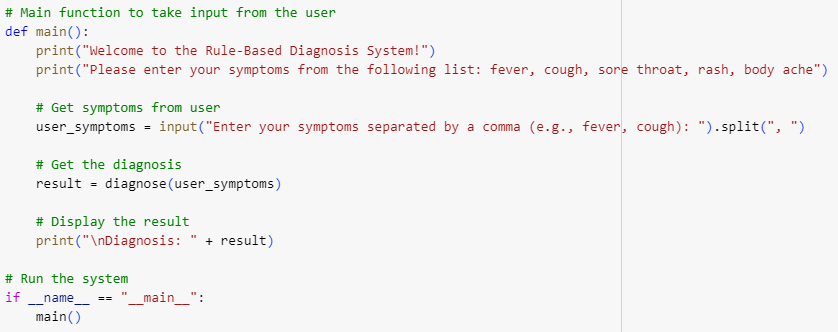 # Main function to take input from the user
def main():
    print("Welcome to the Rule-Based Diagnosis System!")
    print("Please enter your symptoms from the following list: fever, cough, sore throat, rash, body ache")
    # Get symptoms from user
    user_symptoms = input("Enter your symptoms separated by a comma (e.g., fever, cough): ").split(", ")
    # Get the diagnosis
    result = diagnose(user_symptoms)
    # Display the result
    print("\nDiagnosis: " + result)
# Run the system
if __name__ == "__main__":
    main()